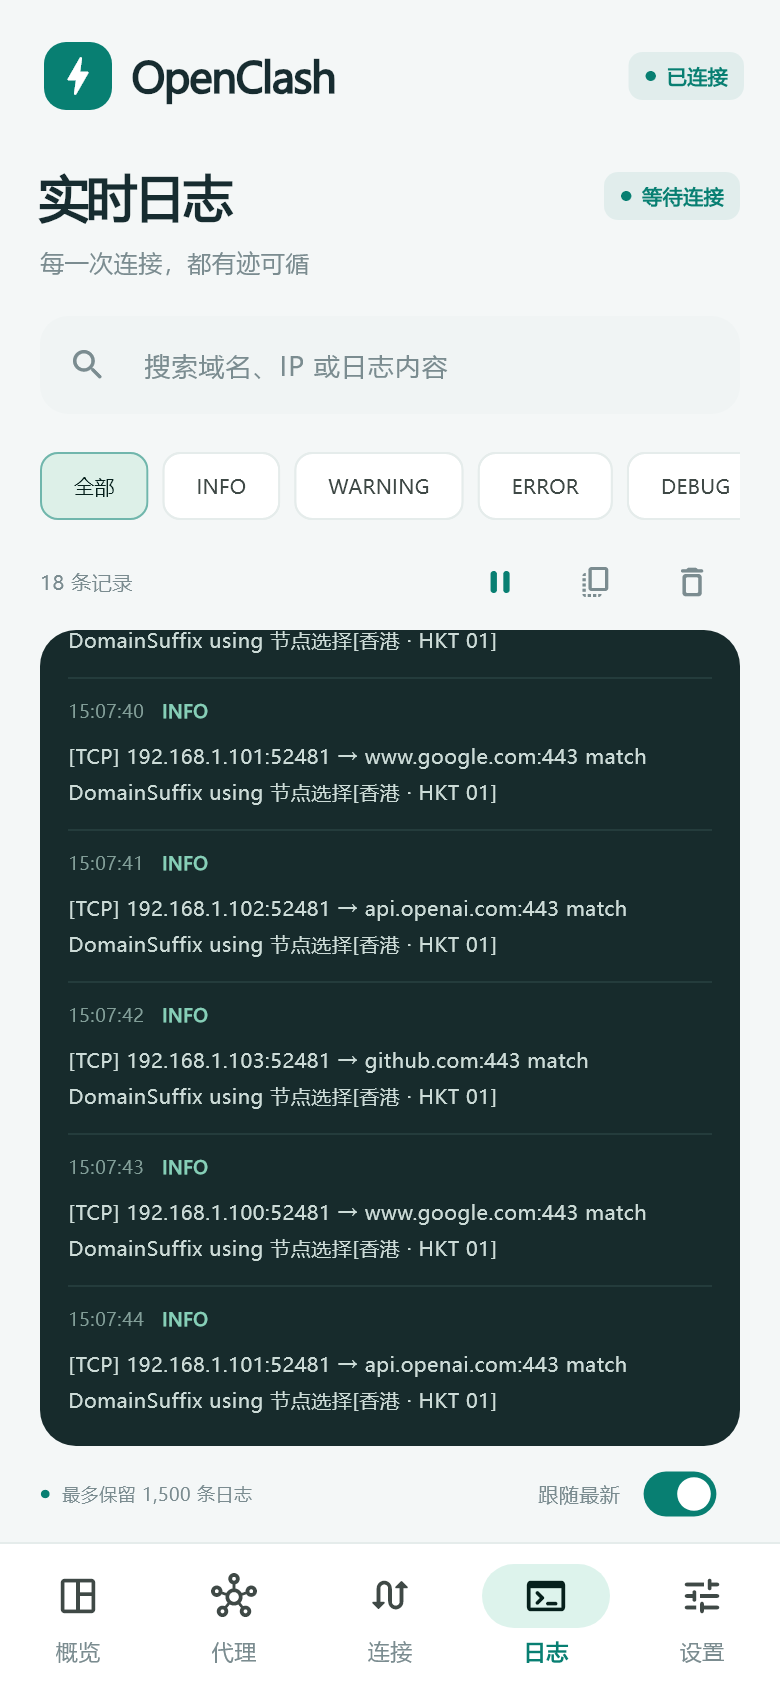 OpenClash
已连接
实时日志
等待连接
每一次连接，都有迹可循
搜索域名、IP 或日志内容
全部
INFO
WARNING
ERROR
DEBUG
18 条记录
DomainSuffix using 节点选择[香港 · HKT 01]
15:07:40 INFO
[TCP] 192.168.1.101:52481 → www.google.com:443 match
DomainSuffix using 节点选择[香港 · HKT 01]
15:07:41 INFO
[TCP] 192.168.1.102:52481 → api.openai.com:443 match
DomainSuffix using 节点选择[香港 · HKT 01]
15:07:42 INFO
[TCP] 192.168.1.103:52481 → github.com:443 match
DomainSuffix using 节点选择[香港 · HKT 01]
15:07:43 INFO
[TCP] 192.168.1.100:52481 → www.google.com:443 match
DomainSuffix using 节点选择[香港 · HKT 01]
15:07:44 INFO
[TCP] 192.168.1.101:52481 → api.openai.com:443 match
DomainSuffix using 节点选择[香港 · HKT 01]
最多保留 1,500 条日志
跟随最新
概览
代理
连接
日志
设置